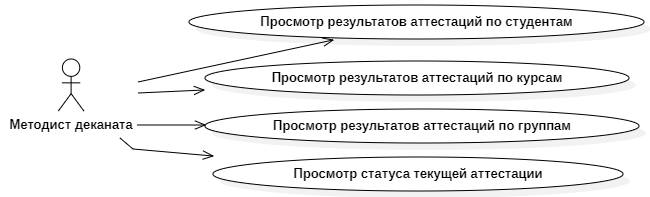 Просмотр результатов аттестаций по студентам
Просмотр результатов аттестаций по курсам
Методист деканата
Просмотр результатов аттестаций по группам
Просмотр статуса текущей аттестации